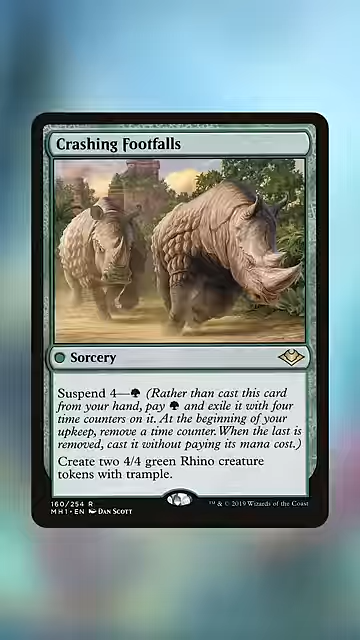 Crashing Footfalls
Sorcery
Suspend 4— (Rather than cast this card
from your hand, pay and exile it with four
time counters on it. At the beginning of your
upkeep, remove a time counter. When the last is
removed, cast it without paying its mana cost.)
Create two 4/4 green Rhino creature
tokens with trample.
160/254 R
MH1 • EN Dan Scott
™ & © 2019 Wizards of the Coast